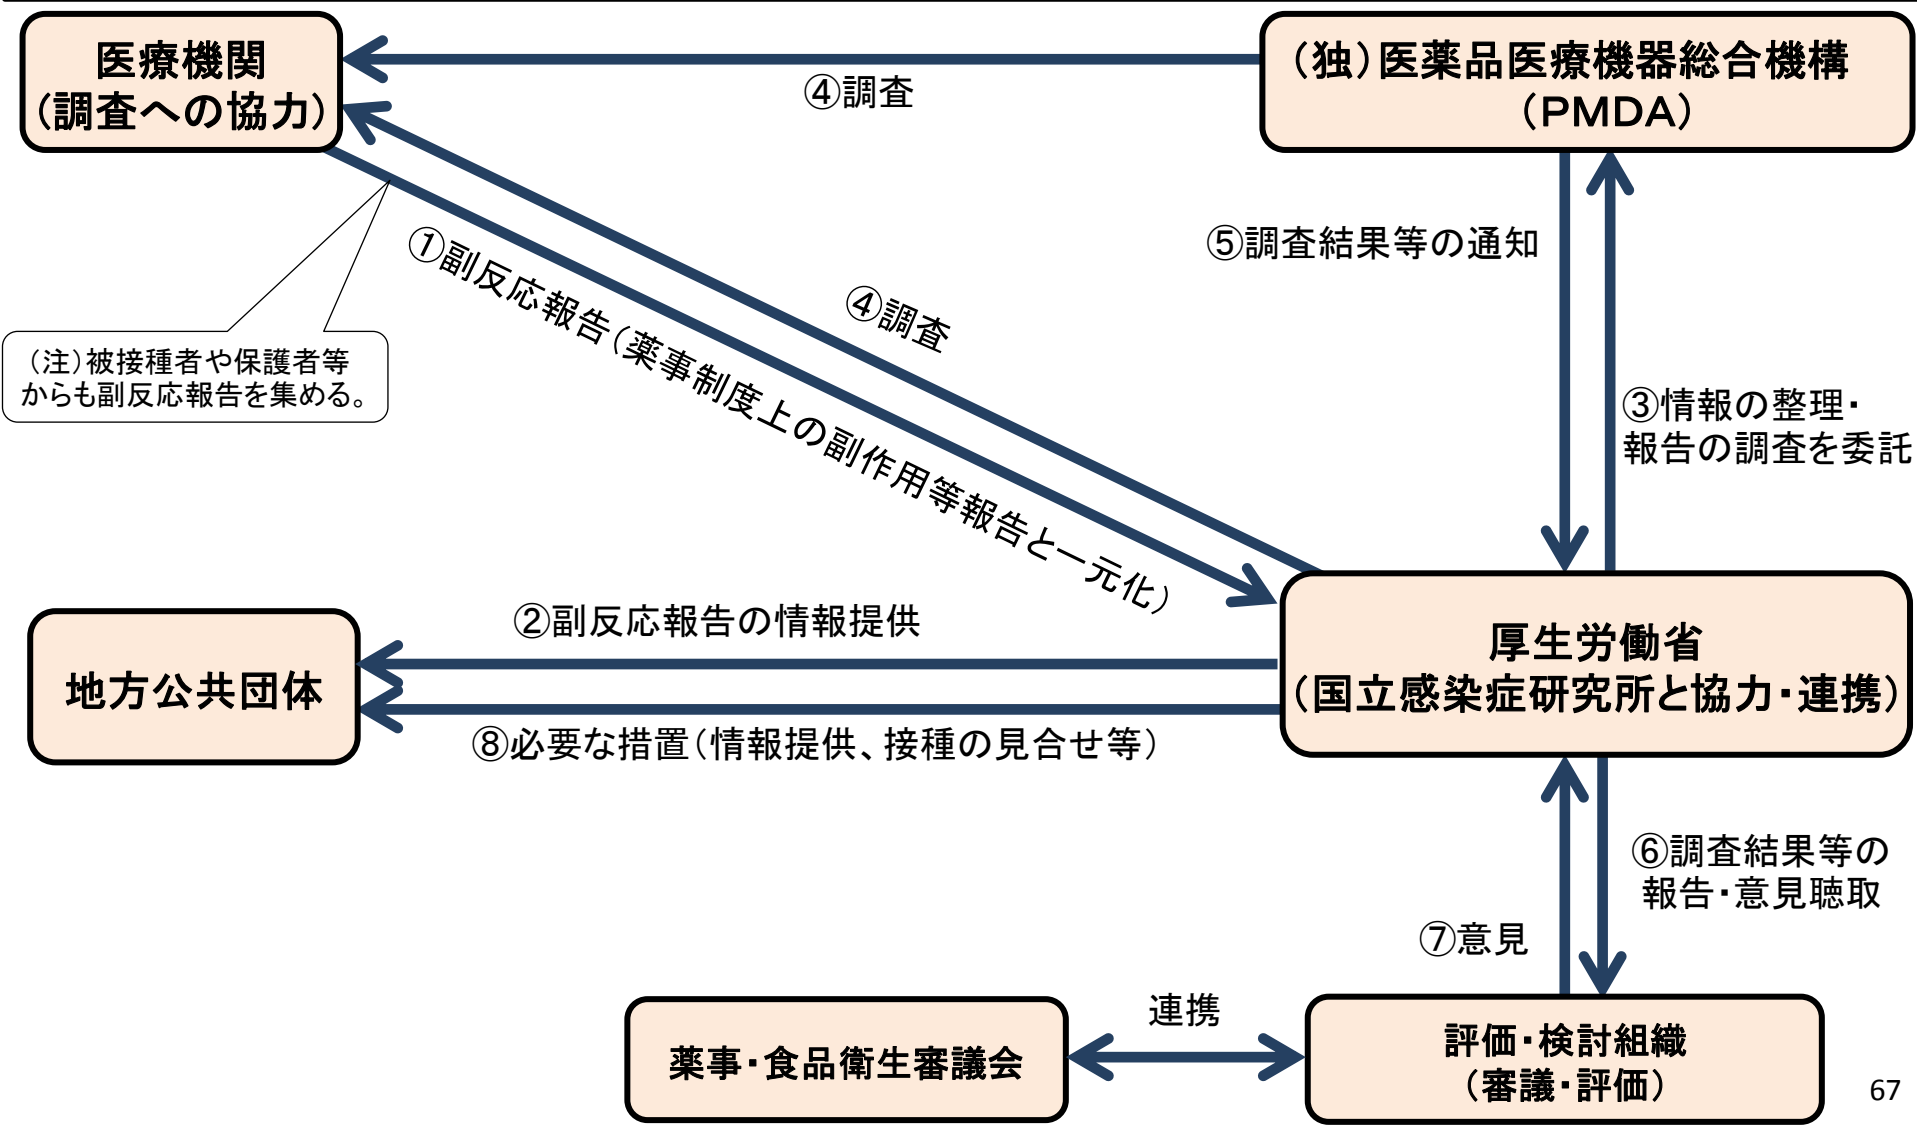 医療機関
(調査への協力)
（独）医薬品医療機器総合機構
（PMDA）
④調査
⑤調査結果等の通知
①副反応報告（薬事制度上の副作用等報告と一元化）
④調査
（注）被接種者や保護者等
からも副反応報告を集める。
③情報の整理・
報告の調査を委託
②副反応報告の情報提供
地方公共団体
厚生労働省
（国立感染症研究所と協力・連携）
⑧必要な措置（情報提供、接種の見合せ等）
⑥調査結果等の
報告・意見聴取
⑦意見
連携
薬事・食品衛生審議会
評価・検討組織
（審議・評価）
67